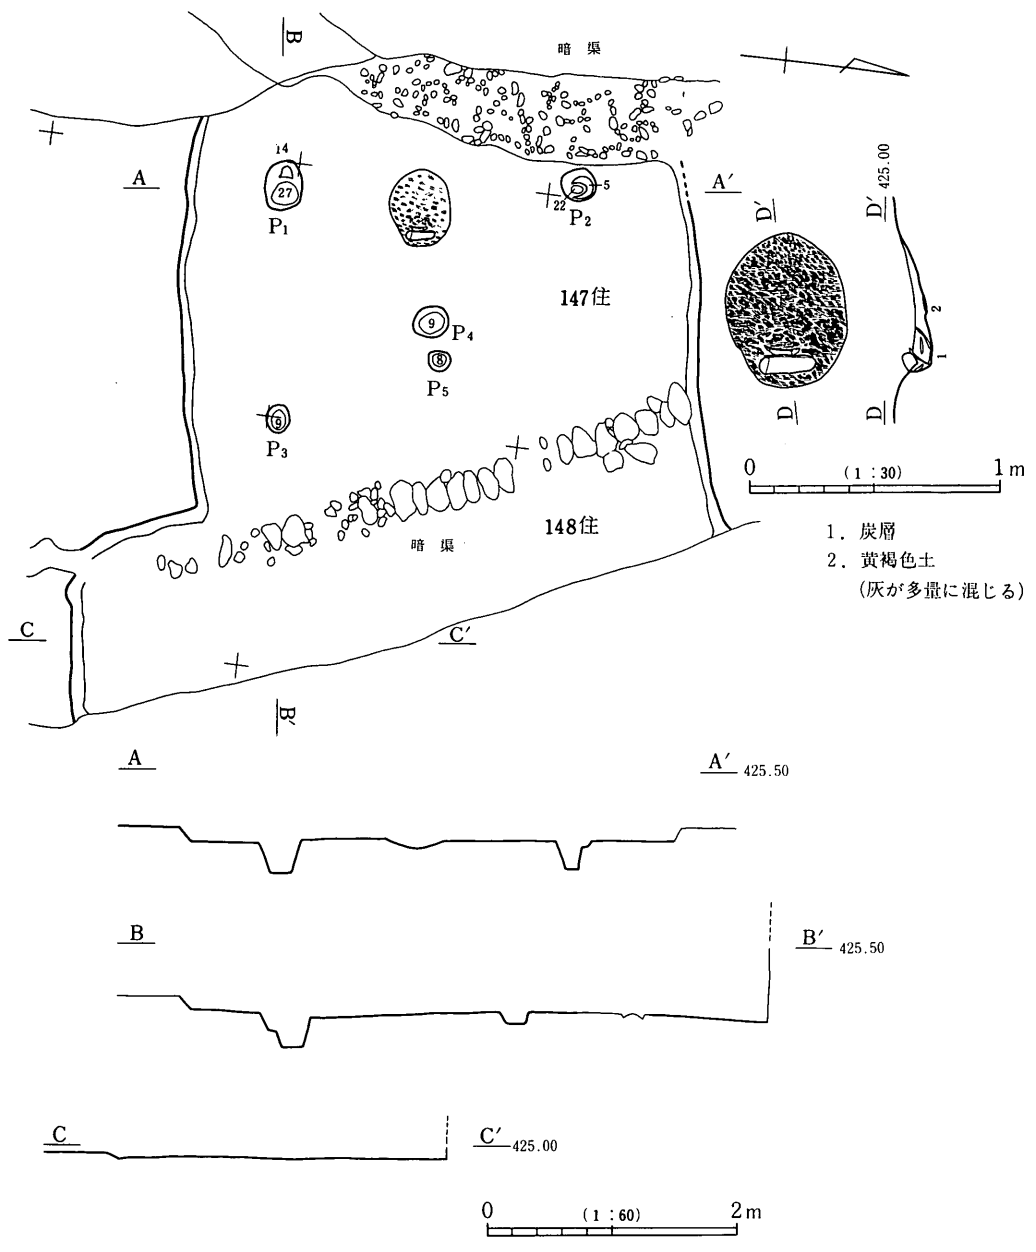 B
暗渠
A
14
27
P1
5
22
P2
A′
D′
D′ 425.00
147住
9
P4
8
P5
2
1
9
P3
D
D
0 (1:30) 1m
148住
暗渠
1. 炭層
2. 黄褐色土
(灰が多量に混じる)
C
C′
B′
A
A′ 425.50
B
B′ 425.50
C
C′ 425.00
0 (1:60) 2m